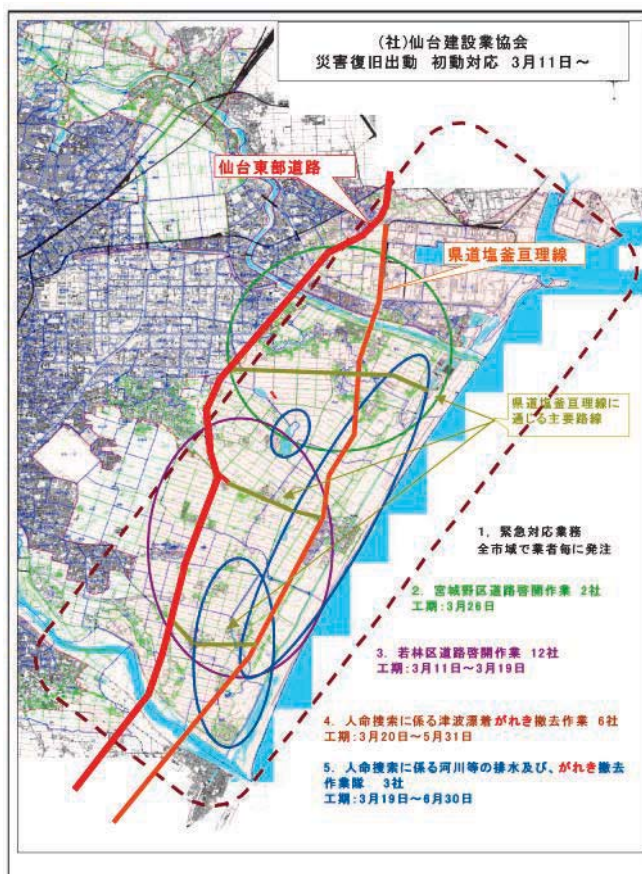 (社)仙台建設業協会
災害復旧出動 初動対応 3月11日～
仙台東部道路
県道塩釜亘理線
県道塩釜亘理線に
通じる主要路線
1. 緊急対応業務
全市域で業者毎に発注
2. 宮城野区道路啓開作業 2社
工期:3月26日
3. 若林区道路啓開作業 12社
工期:3月11日～3月19日
4. 人命捜索に係る津波漂着がれき撤去作業 6社
工期:3月20日～5月31日
5. 人命捜索に係る河川等の排水及び、がれき撤去
作業隊 3社
工期:3月19日～6月30日